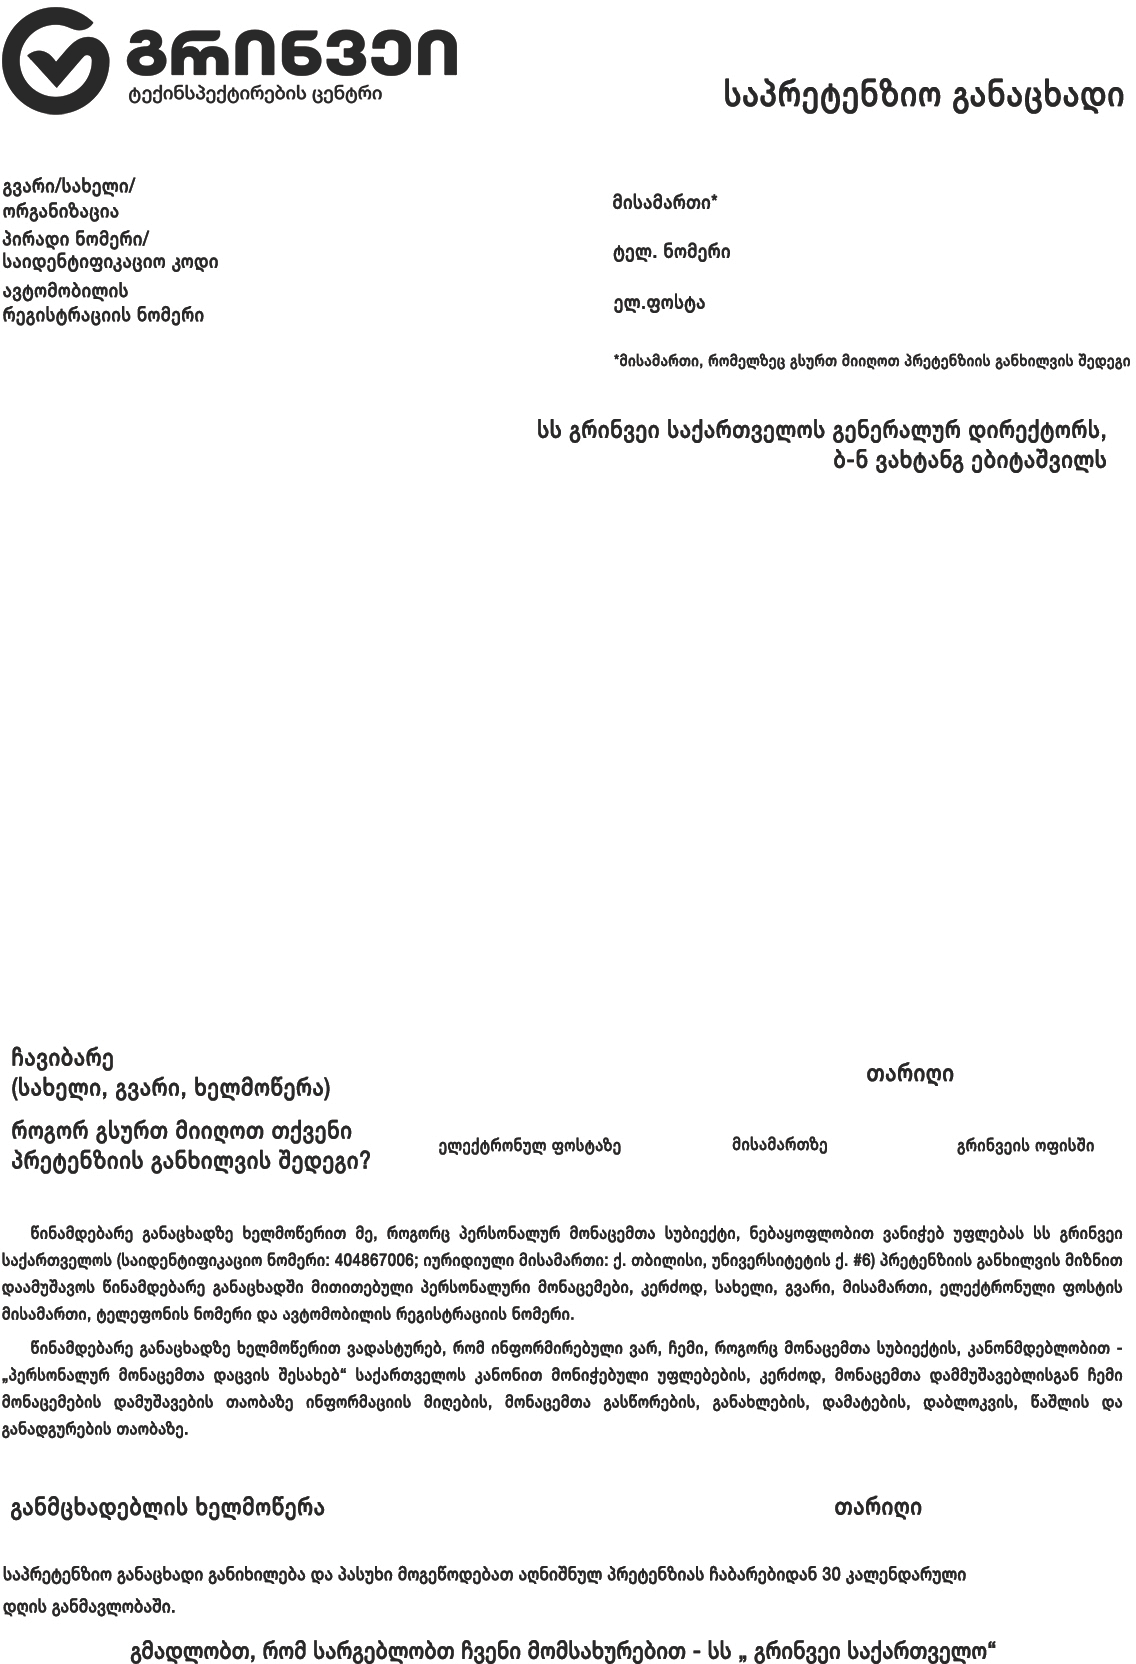 გრინვეი
ტექინსპექტირების ცენტრი
საპრეტენზიო განაცხადი
გვარი/სახელი/
ორგანიზაცია
მისამართი*
პირადი ნომერი/
საიდენტიფიკაციო კოდი
ტელ. ნომერი
ავტომობილის
რეგისტრაციის ნომერი
ელ.ფოსტა
*მისამართი, რომელზეც გსურთ მიიღოთ პრეტენზიის განხილვის შედეგი
სს გრინვეი საქართველოს გენერალურ დირექტორს,
ბ-ნ ვახტანგ ებიტაშვილს
ჩავიბარე
(სახელი, გვარი, ხელმოწერა)
თარიღი
როგორ გსურთ მიიღოთ თქვენი
პრეტენზიის განხილვის შედეგი?
ელექტრონულ ფოსტაზე
მისამართზე
გრინვეის ოფისში
წინამდებარე განაცხადზე ხელმოწერით მე, როგორც პერსონალურ მონაცემთა სუბიექტი, ნებაყოფლობით ვანიჭებ უფლებას სს გრინვეი
საქართველოს (საიდენტიფიკაციო ნომერი: 404867006; იურიდიული მისამართი: ქ. თბილისი, უნივერსიტეტის ქ. #6) პრეტენზიის განხილვის მიზნით
დაამუშავოს წინამდებარე განაცხადში მითითებული პერსონალური მონაცემები, კერძოდ, სახელი, გვარი, მისამართი, ელექტრონული ფოსტის
მისამართი, ტელეფონის ნომერი და ავტომობილის რეგისტრაციის ნომერი.
წინამდებარე განაცხადზე ხელმოწერით ვადასტურებ, რომ ინფორმირებული ვარ, ჩემი, როგორც მონაცემთა სუბიექტის, კანონმდებლობით -
„პერსონალურ მონაცემთა დაცვის შესახებ“ საქართველოს კანონით მონიჭებული უფლებების, კერძოდ, მონაცემთა დამმუშავებლისგან ჩემი
მონაცემების დამუშავების თაობაზე ინფორმაციის მიღების, მონაცემთა გასწორების, განახლების, დამატების, დაბლოკვის, წაშლის და
განადგურების თაობაზე.
განმცხადებლის ხელმოწერა
თარიღი
საპრეტენზიო განაცხადი განიხილება და პასუხი მოგეწოდებათ აღნიშნულ პრეტენზიას ჩაბარებიდან 30 კალენდარული
დღის განმავლობაში.
გმადლობთ, რომ სარგებლობთ ჩვენი მომსახურებით - სს „ გრინვეი საქართველო“